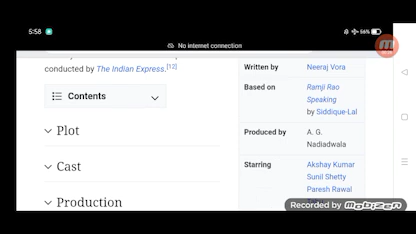 5:58
56%
No internet connection
conducted by The Indian Express.[12]
Contents
Plot
Cast
Production
Written by Neeraj Vora
Based on Ramji Rao
Speaking
by Siddique-Lal
Produced by A. G.
Nadiadwala
Starring Akshay Kumar
Sunil Shetty
Paresh Rawal
Recorded by Mobizen